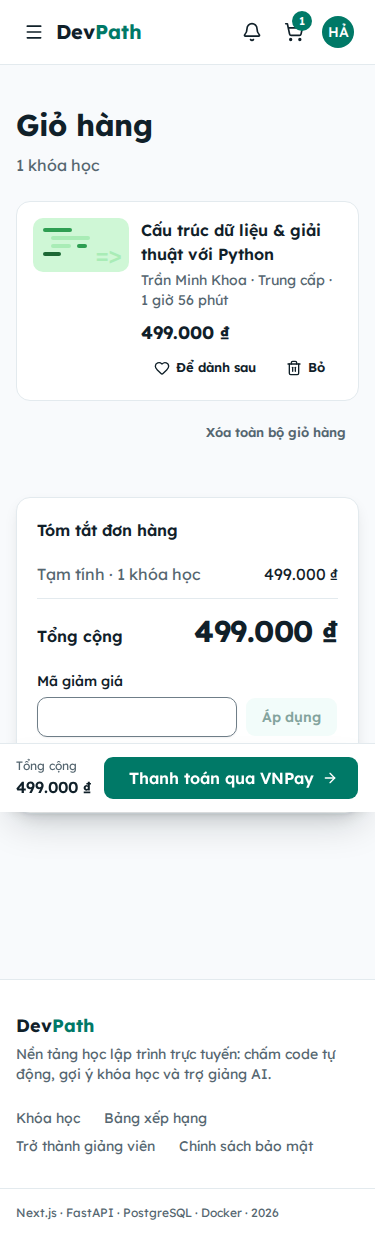 DevPath
1
HẢ
Giỏ hàng
1 khóa học
=>
Cấu trúc dữ liệu & giải
thuật với Python
Trần Minh Khoa · Trung cấp ·
1 giờ 56 phút
499.000 ₫
Để dành sau
Bỏ
Xóa toàn bộ giỏ hàng
Tóm tắt đơn hàng
Tạm tính · 1 khóa học 499.000 ₫
Tổng cộng 499.000 ₫
Mã giảm giá
Áp dụng
Tổng cộng
499.000 ₫
Thanh toán qua VNPay →
DevPath
Nền tảng học lập trình trực tuyến: chấm code tự
động, gợi ý khóa học và trợ giảng AI.
Khóa học Bảng xếp hạng
Trở thành giảng viên Chính sách bảo mật
Next.js · FastAPI · PostgreSQL · Docker · 2026